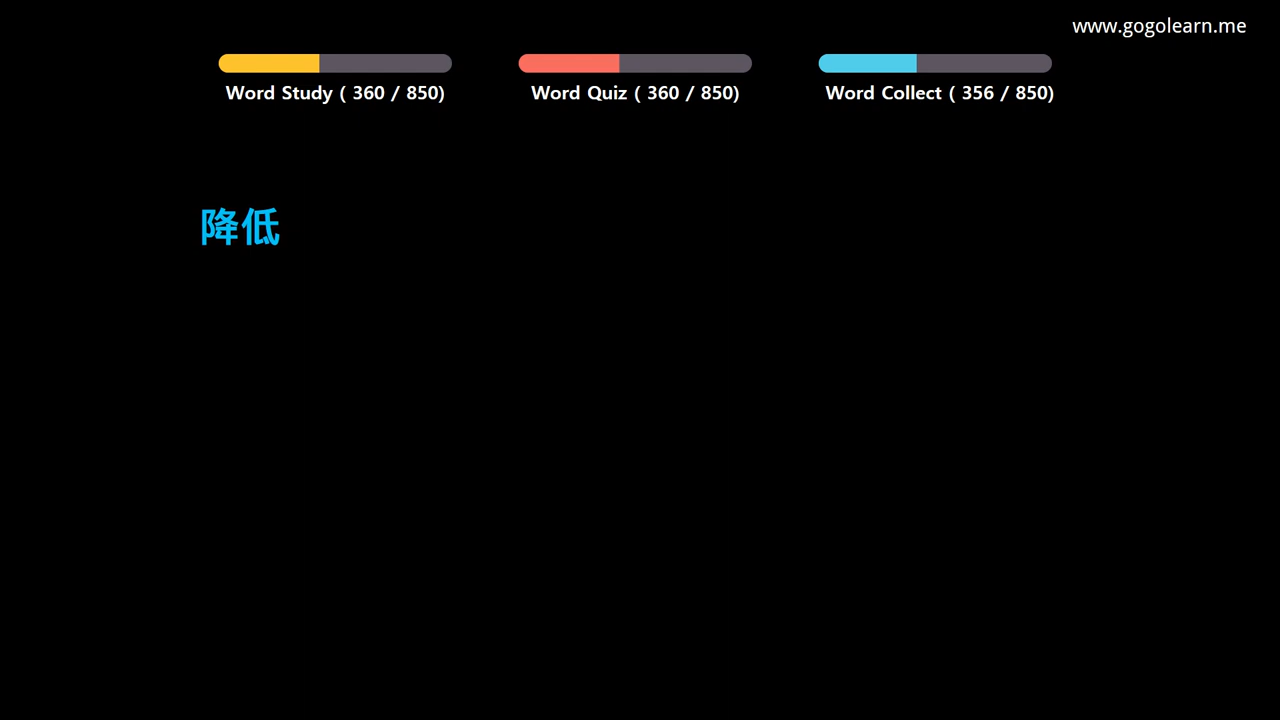 www.gogolearn.me
Word Study ( 360 / 850)
Word Quiz ( 360 / 850)
Word Collect ( 356 / 850)
降低